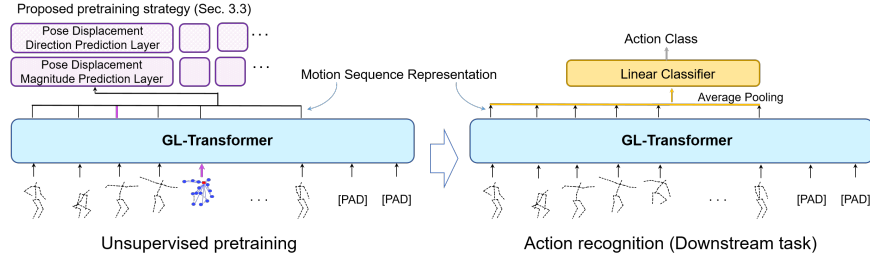 Proposed pretraining strategy (Sec. 3.3)
Pose Displacement
Direction Prediction Layer
Pose Displacement
Magnitude Prediction Layer
. . .
. . .
Motion Sequence Representation
GL-Transformer
. . .
[PAD]
[PAD]
Unsupervised pretraining
Action Class
Linear Classifier
Average Pooling
GL-Transformer
. . .
[PAD]
[PAD]
Action recognition (Downstream task)